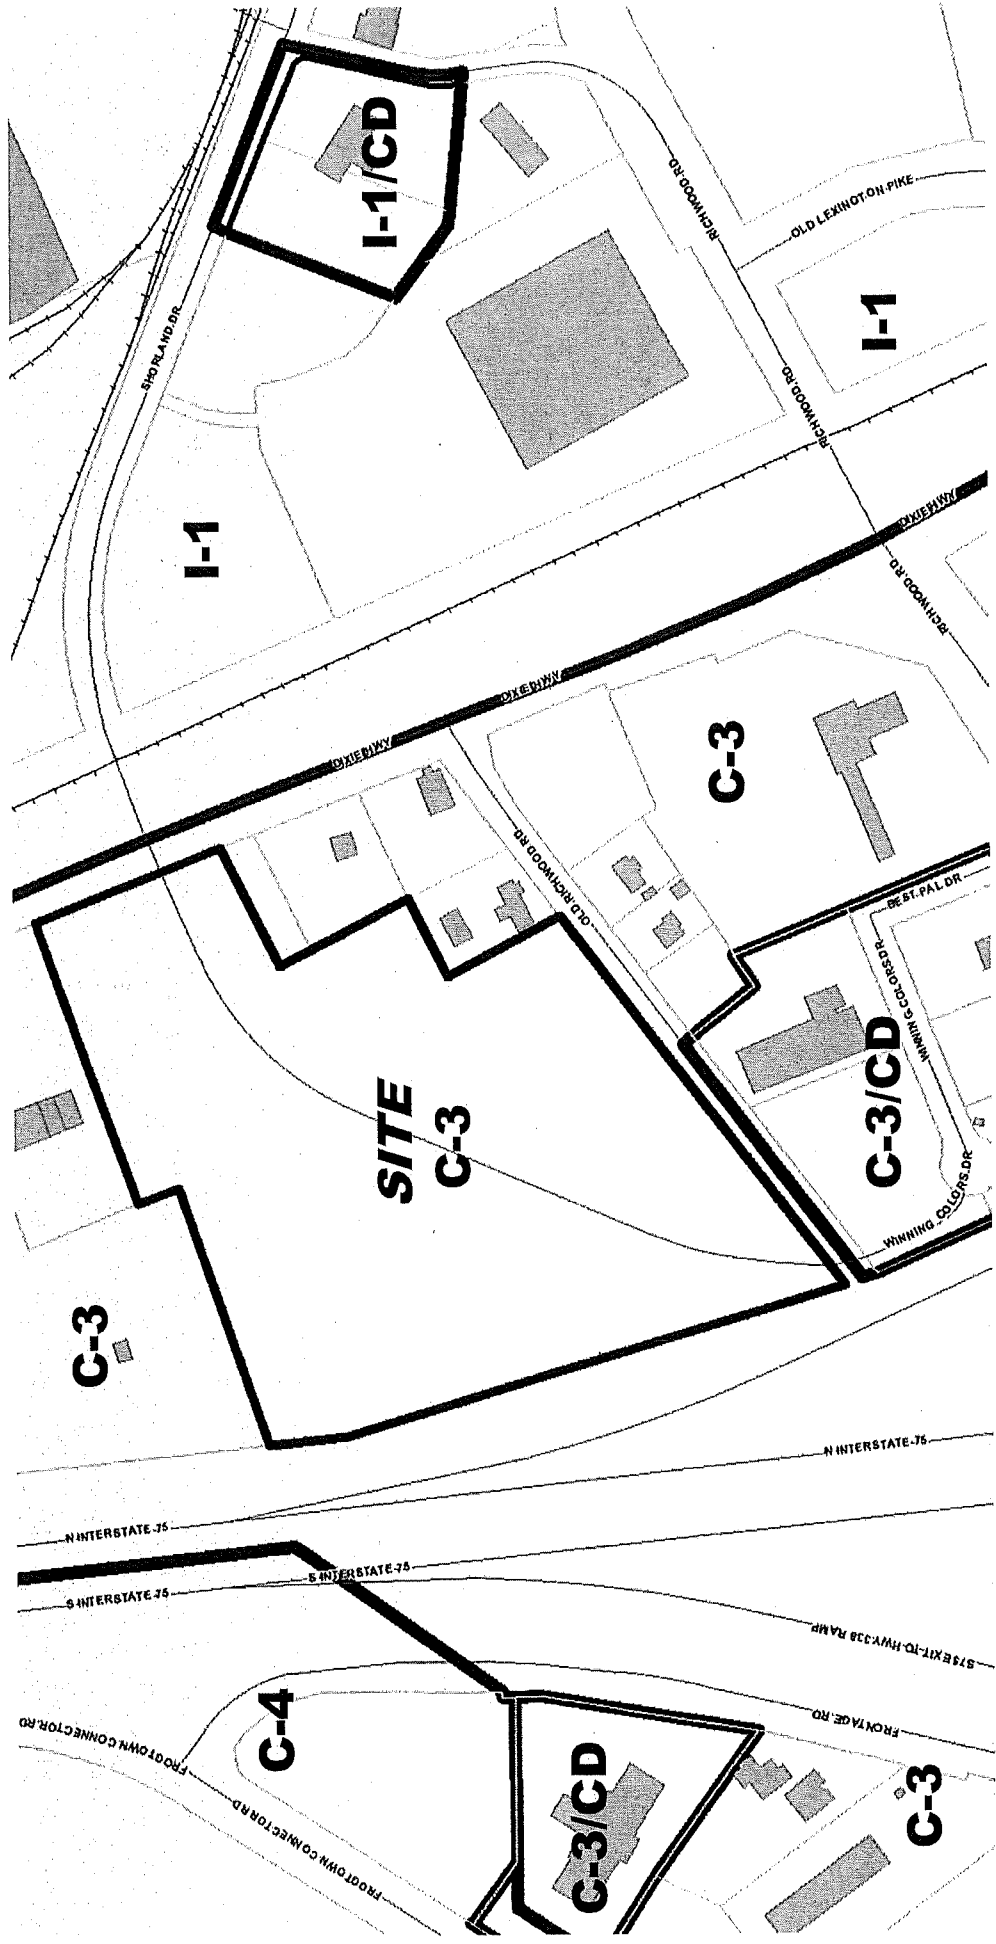 I-1/CD
SHORLAND.DR
RICHWOOD.RD
OLD LEXINGTON PIKE
I-1
RICHWOOD.RD
RICHWOOD.RD
I-1
DIXIE HWY
RICHWOOD.RD
DIXIE HWY
DIXIE HWY
C-3
OLD RICHWOOD RD
BEST PAL DR
WINNING COLORS.DR
C-3/CD
SITE
C-3
WINNING COLORS.DR
C-3
N INTERSTATE-75
N INTERSTATE-75
S INTERSTATE-75
S INTERSTATE-75
S75 EXIT-TO-HWY-338 RAMP
C-4
FROGTOWN CONNECTOR.RD
FROGTOWN CONNECTOR.RD
FRONTAGE RD
C-3/CD
C-3